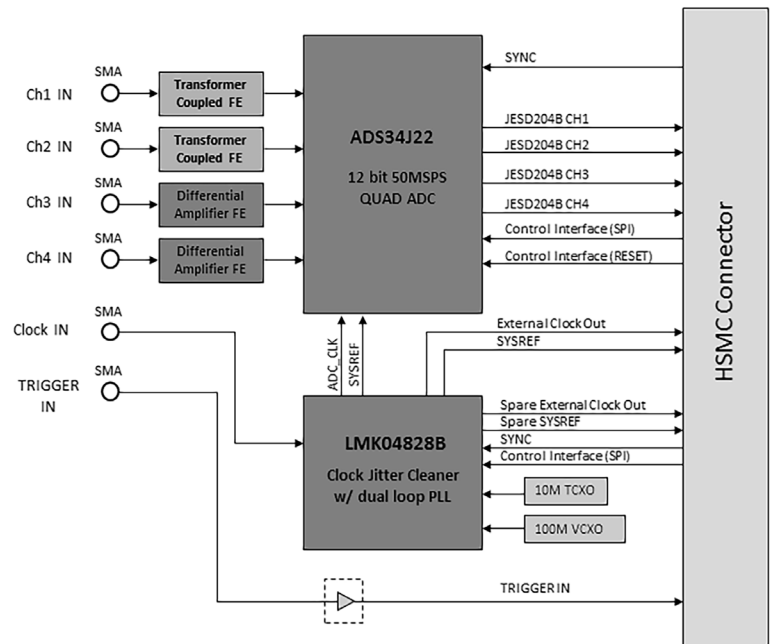 SMA
Ch1 IN
Transformer
Coupled FE
SMA
Ch2 IN
Transformer
Coupled FE
SMA
Ch3 IN
Differential
Amplifier FE
SMA
Ch4 IN
Differential
Amplifier FE
SMA
Clock IN
SMA
TRIGGER
IN
ADS34J22
12 bit 50MSPS
QUAD ADC
SYNC
JESD204B CH1
JESD204B CH2
JESD204B CH3
JESD204B CH4
Control Interface (SPI)
Control Interface (RESET)
ADC_CLK
SYSREF
External Clock Out
SYSREF
LMK04828B
Clock Jitter Cleaner
w/ dual loop PLL
Spare External Clock Out
Spare SYSREF
SYNC
Control Interface (SPI)
10M TCXO
100M VCXO
TRIGGER IN
HSMC Connector